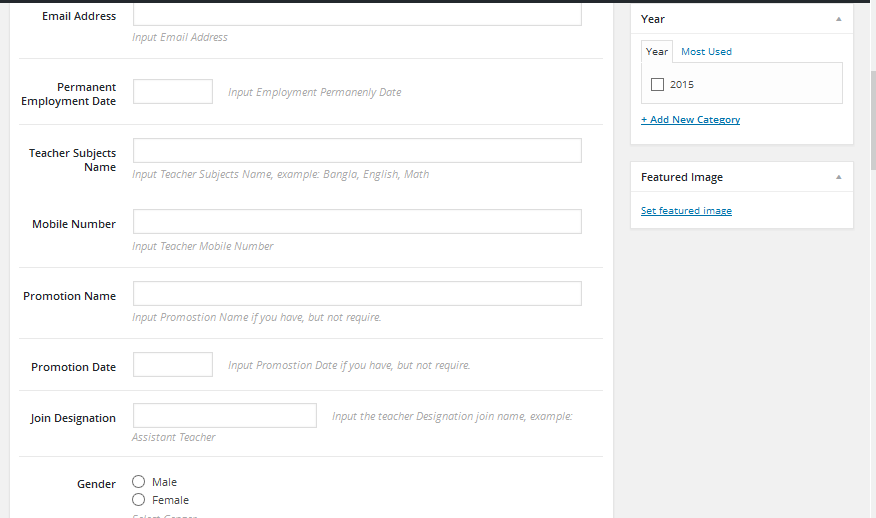 Email Address
Input Email Address
Permanent
Employment Date
Input Employment Permanenly Date
Teacher Subjects
Name
Input Teacher Subjects Name, example: Bangla, English, Math
Mobile Number
Input Teacher Mobile Number
Promotion Name
Input Promostion Name if you have, but not require.
Promotion Date
Input Promostion Date if you have, but not require.
Join Designation
Input the teacher Designation join name, example:
Assistant Teacher
Gender
Male
Female
Year
Year Most Used
2015
+ Add New Category
Featured Image
Set featured image